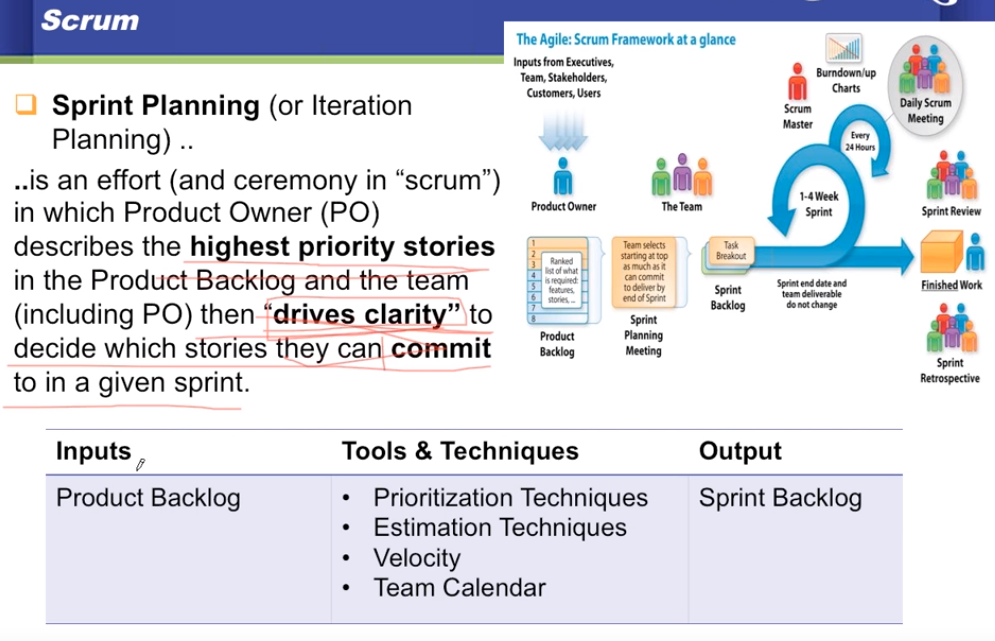 Scrum
Sprint Planning (or Iteration
Planning) ..
..is an effort (and ceremony in “scrum”)
in which Product Owner (PO)
describes the highest priority stories
in the Product Backlog and the team
(including PO) then “drives clarity” to
decide which stories they can commit
to in a given sprint.
The Agile: Scrum Framework at a glance
Inputs from Executives,
Team, Stakeholders,
Customers, Users
Product Owner
The Team
1
2
3
4
5
6
7
8
Ranked
list of what
is required:
features,
stories, ...
Product
Backlog
Team selects
starting at top
as much as it
can commit
to deliver by
end of Sprint
Sprint
Planning
Meeting
Task
Breakout
Sprint
Backlog
Scrum
Master
Burndown/up
Charts
Every
24 Hours
1-4 Week
Sprint
Sprint end date and
team deliverable
do not change
Daily Scrum
Meeting
Sprint Review
Finished Work
Sprint
Retrospective
Inputs
Tools & Techniques
Output
Product Backlog
• Prioritization Techniques
• Estimation Techniques
• Velocity
• Team Calendar
Sprint Backlog